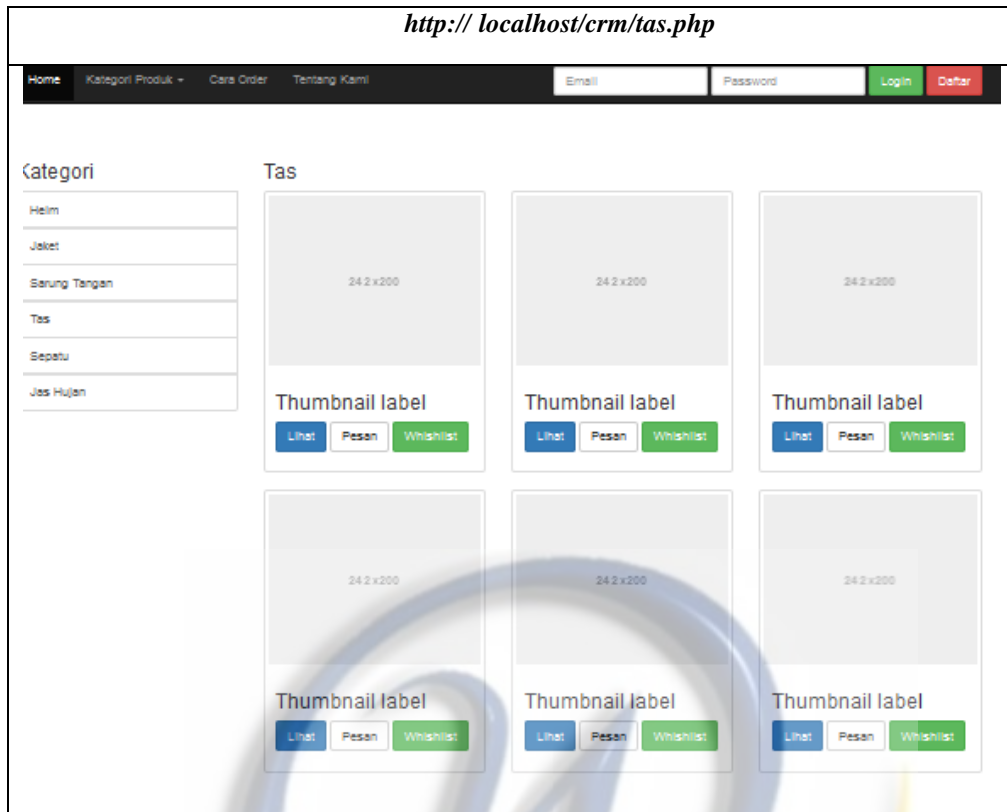 http:// localhost/crm/tas.php
Home Kategori Produk Cara Order Tentang Kami Email Password Login Daftar
Kategori
Helm
Jaket
Sarung Tangan
Tas
Sepatu
Jas Hujan
Tas
242x200 242x200 242x200
Thumbnail label Thumbnail label Thumbnail label
Lihat Pesan Whishlist Lihat Pesan Whishlist Lihat Pesan Whishlist
242x200 242x200 242x200
Thumbnail label Thumbnail label Thumbnail label
Lihat Pesan Whishlist Lihat Pesan Whishlist Lihat Pesan Whishlist